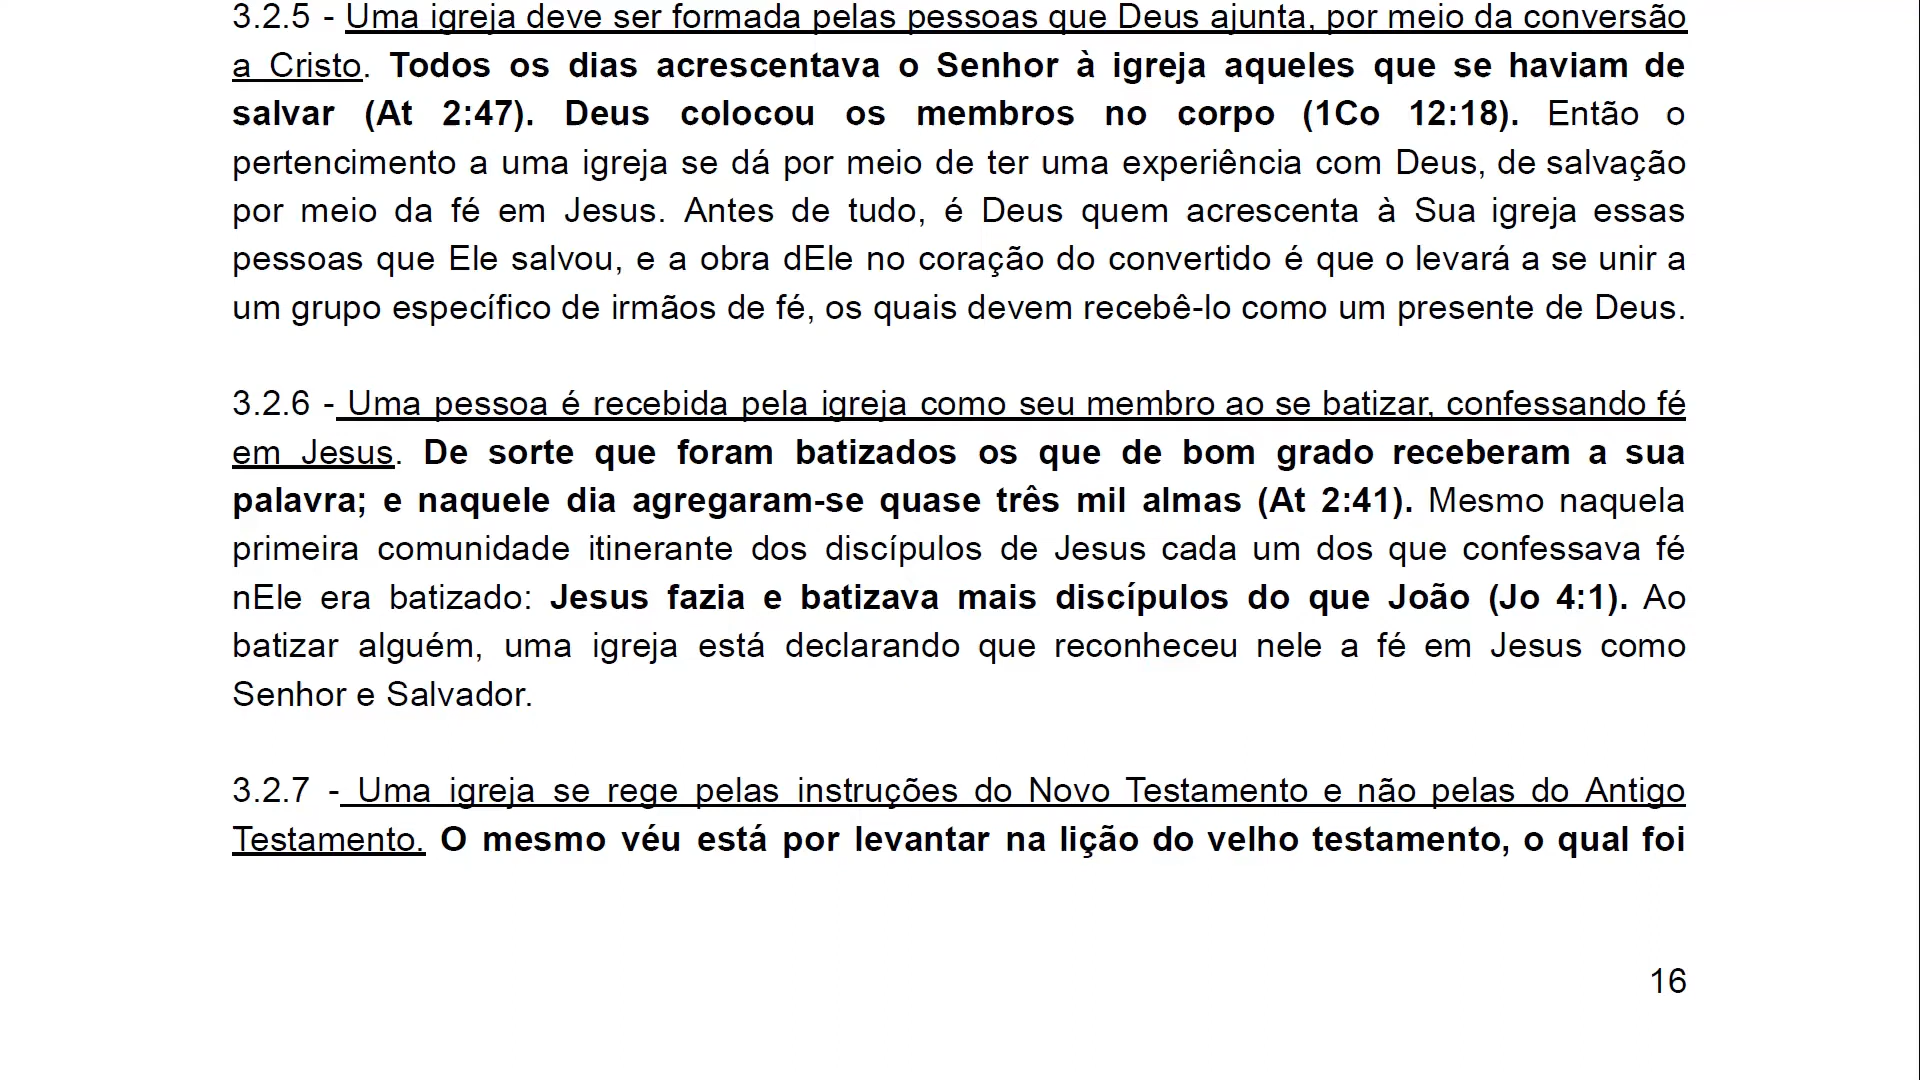 3.2.5 - Uma igreja deve ser formada pelas pessoas que Deus ajunta, por meio da conversão
a Cristo. Todos os dias acrescentava o Senhor à igreja aqueles que se haviam de
salvar (At 2:47). Deus colocou os membros no corpo (1Co 12:18). Então o
pertencimento a uma igreja se dá por meio de ter uma experiência com Deus, de salvação
por meio da fé em Jesus. Antes de tudo, é Deus quem acrescenta à Sua igreja essas
pessoas que Ele salvou, e a obra dEle no coração do convertido é que o levará a se unir a
um grupo específico de irmãos de fé, os quais devem recebê-lo como um presente de Deus.
3.2.6 - Uma pessoa é recebida pela igreja como seu membro ao se batizar, confessando fé
em Jesus. De sorte que foram batizados os que de bom grado receberam a sua
palavra; e naquele dia agregaram-se quase três mil almas (At 2:41). Mesmo naquela
primeira comunidade itinerante dos discípulos de Jesus cada um dos que confessava fé
nEle era batizado: Jesus fazia e batizava mais discípulos do que João (Jo 4:1). Ao
batizar alguém, uma igreja está declarando que reconheceu nele a fé em Jesus como
Senhor e Salvador.
3.2.7 - Uma igreja se rege pelas instruções do Novo Testamento e não pelas do Antigo
Testamento. O mesmo véu está por levantar na lição do velho testamento, o qual foi
16